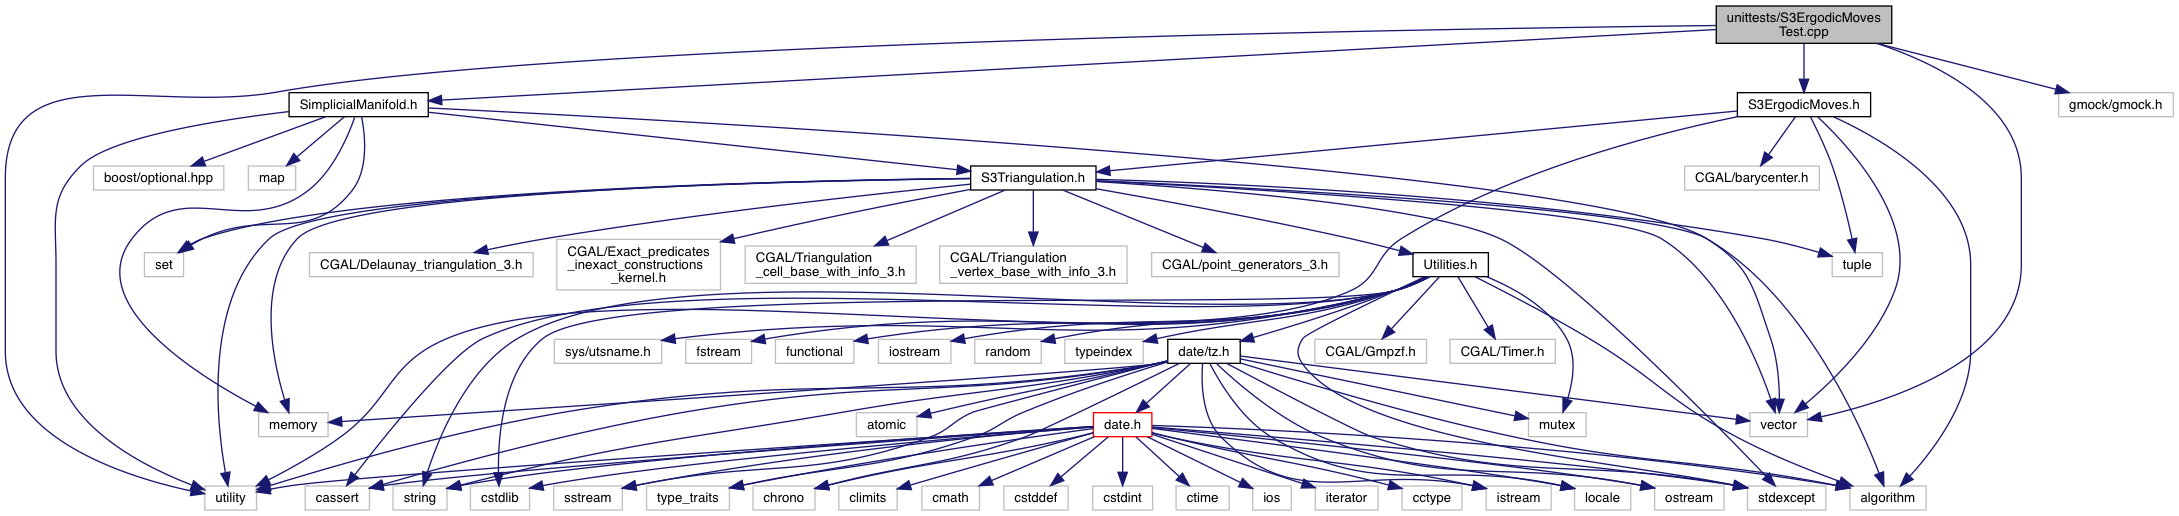 unittests/S3ErgodicMoves
Test.cpp
SimplicialManifold.h
S3ErgodicMoves.h
gmock/gmock.h
boost/optional.hpp
map
S3Triangulation.h
CGAL/barycenter.h
set
CGAL/Delaunay_triangulation_3.h
CGAL/Exact_predicates
_inexact_constructions
_kernel.h
CGAL/Triangulation
_cell_base_with_info_3.h
CGAL/Triangulation
_vertex_base_with_info_3.h
CGAL/point_generators_3.h
Utilities.h
tuple
sys/utsname.h
fstream
functional
iostream
random
typeindex
date/tz.h
CGAL/Gmpzf.h
CGAL/Timer.h
memory
atomic
date.h
mutex
vector
utility
cassert
string
cstdlib
sstream
type_traits
chrono
climits
cmath
cstddef
cstdint
ctime
ios
iterator
cctype
istream
locale
ostream
stdexcept
algorithm